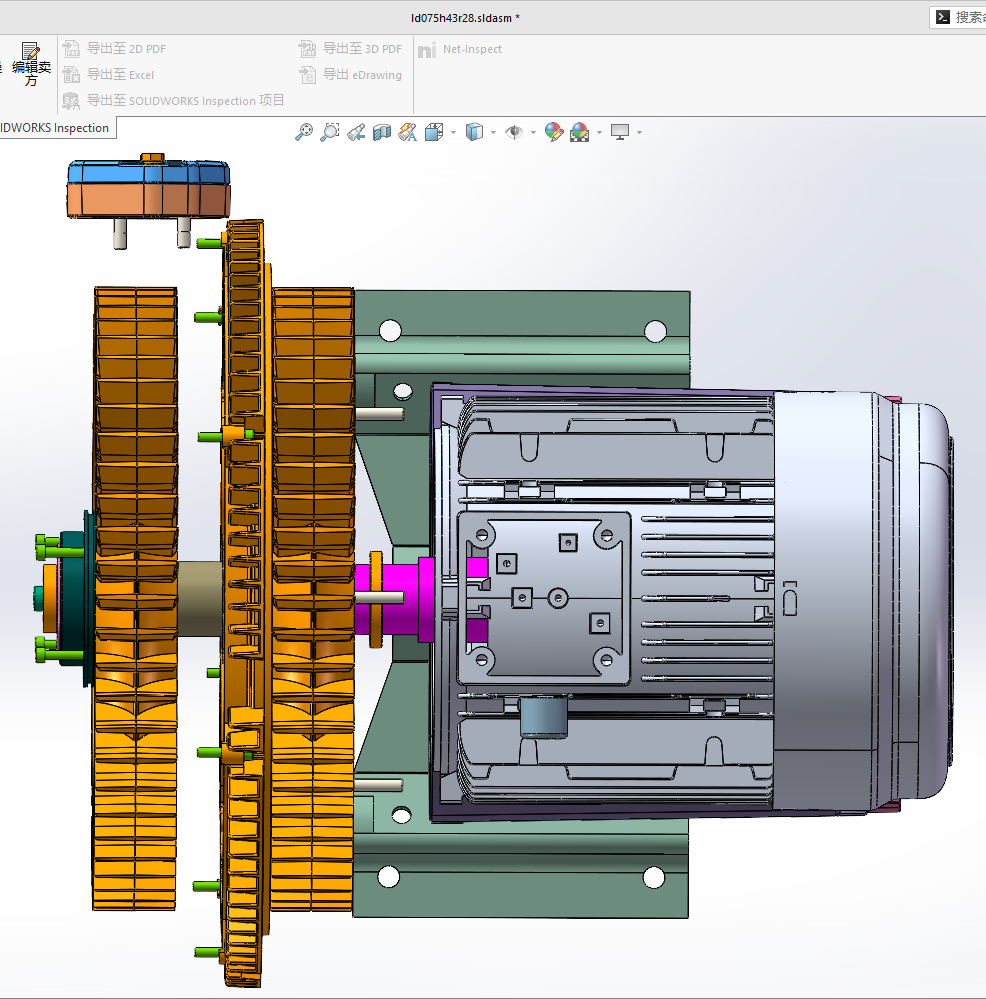 ld075h43r28.sldasm *
搜索命
编辑卖
方
导出至 2D PDF
导出至 Excel
导出至 SOLIDWORKS Inspection 项目
导出至 3D PDF
导出 eDrawing
Net-Inspect
IDWORKS Inspection